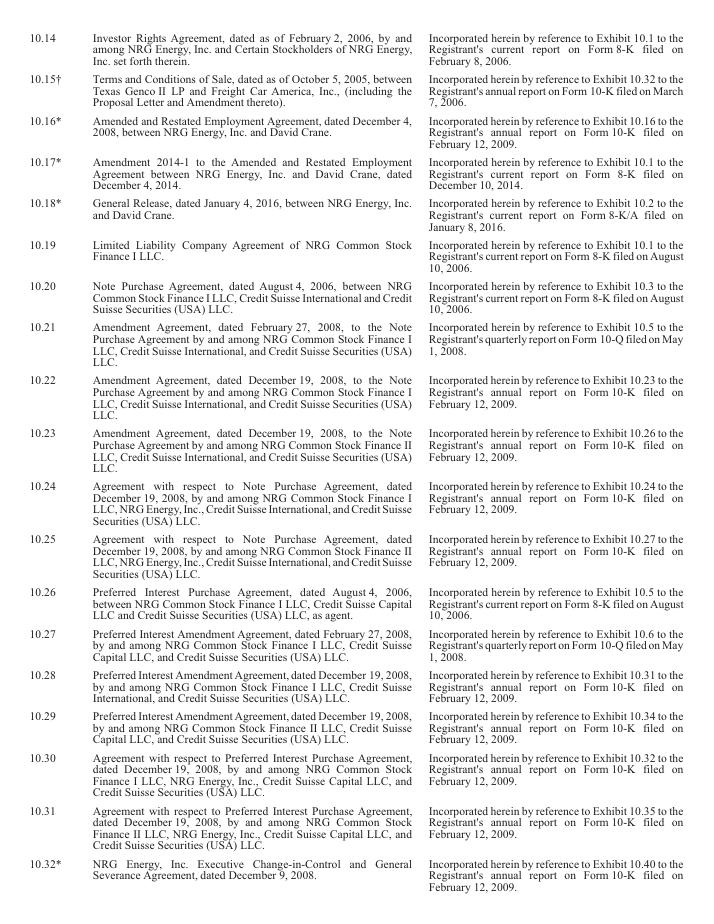 10.14 Investor Rights Agreement, dated as of February 2, 2006, by and Incorporated herein by reference to Exhibit 10.1 to the
among NRG Energy, Inc. and Certain Stockholders of NRG Energy, Registrant's current report on Form 8-K filed on
Inc. set forth therein. February 8, 2006.
10.15† Terms and Conditions of Sale, dated as of October 5, 2005, between Incorporated herein by reference to Exhibit 10.32 to the
Texas Genco II LP and Freight Car America, Inc., (including the Registrant's annual report on Form 10-K filed on March
Proposal Letter and Amendment thereto). 7, 2006.
10.16* Amended and Restated Employment Agreement, dated December 4, Incorporated herein by reference to Exhibit 10.16 to the
2008, between NRG Energy, Inc. and David Crane. Registrant's annual report on Form 10-K filed on
February 12, 2009.
10.17* Amendment 2014-1 to the Amended and Restated Employment Incorporated herein by reference to Exhibit 10.1 to the
Agreement between NRG Energy, Inc. and David Crane, dated Registrant's current report on Form 8-K filed on
December 4, 2014. December 10, 2014.
10.18* General Release, dated January 4, 2016, between NRG Energy, Inc. Incorporated herein by reference to Exhibit 10.2 to the
and David Crane. Registrant's current report on Form 8-K/A filed on
January 8, 2016.
10.19 Limited Liability Company Agreement of NRG Common Stock Incorporated herein by reference to Exhibit 10.1 to the
Finance I LLC. Registrant's current report on Form 8-K filed on August
10, 2006.
10.20 Note Purchase Agreement, dated August 4, 2006, between NRG Incorporated herein by reference to Exhibit 10.3 to the
Common Stock Finance I LLC, Credit Suisse International and Credit Registrant's current report on Form 8-K filed on August
Suisse Securities (USA) LLC. 10, 2006.
10.21 Amendment Agreement, dated February 27, 2008, to the Note Incorporated herein by reference to Exhibit 10.5 to the
Purchase Agreement by and among NRG Common Stock Finance I Registrant's quarterly report on Form 10-Q filed on May
LLC, Credit Suisse International, and Credit Suisse Securities (USA) 1, 2008.
LLC.
10.22 Amendment Agreement, dated December 19, 2008, to the Note Incorporated herein by reference to Exhibit 10.23 to the
Purchase Agreement by and among NRG Common Stock Finance I Registrant's annual report on Form 10-K filed on
LLC, Credit Suisse International, and Credit Suisse Securities (USA) February 12, 2009.
LLC.
10.23 Amendment Agreement, dated December 19, 2008, to the Note Incorporated herein by reference to Exhibit 10.26 to the
Purchase Agreement by and among NRG Common Stock Finance II Registrant's annual report on Form 10-K filed on
LLC, Credit Suisse International, and Credit Suisse Securities (USA) February 12, 2009.
LLC.
10.24 Agreement with respect to Note Purchase Agreement, dated Incorporated herein by reference to Exhibit 10.24 to the
December 19, 2008, by and among NRG Common Stock Finance I Registrant's annual report on Form 10-K filed on
LLC, NRG Energy, Inc., Credit Suisse International, and Credit Suisse February 12, 2009.
Securities (USA) LLC.
10.25 Agreement with respect to Note Purchase Agreement, dated Incorporated herein by reference to Exhibit 10.27 to the
December 19, 2008, by and among NRG Common Stock Finance II Registrant's annual report on Form 10-K filed on
LLC, NRG Energy, Inc., Credit Suisse International, and Credit Suisse February 12, 2009.
Securities (USA) LLC.
10.26 Preferred Interest Purchase Agreement, dated August 4, 2006, Incorporated herein by reference to Exhibit 10.5 to the
between NRG Common Stock Finance I LLC, Credit Suisse Capital Registrant's current report on Form 8-K filed on August
LLC and Credit Suisse Securities (USA) LLC, as agent. 10, 2006.
10.27 Preferred Interest Amendment Agreement, dated February 27, 2008, Incorporated herein by reference to Exhibit 10.6 to the
by and among NRG Common Stock Finance I LLC, Credit Suisse Registrant's quarterly report on Form 10-Q filed on May
Capital LLC, and Credit Suisse Securities (USA) LLC. 1, 2008.
10.28 Preferred Interest Amendment Agreement, dated December 19, 2008, Incorporated herein by reference to Exhibit 10.31 to the
by and among NRG Common Stock Finance I LLC, Credit Suisse Registrant's annual report on Form 10-K filed on
International, and Credit Suisse Securities (USA) LLC. February 12, 2009.
10.29 Preferred Interest Amendment Agreement, dated December 19, 2008, Incorporated herein by reference to Exhibit 10.34 to the
by and among NRG Common Stock Finance II LLC, Credit Suisse Registrant's annual report on Form 10-K filed on
Capital LLC, and Credit Suisse Securities (USA) LLC. February 12, 2009.
10.30 Agreement with respect to Preferred Interest Purchase Agreement, Incorporated herein by reference to Exhibit 10.32 to the
dated December 19, 2008, by and among NRG Common Stock Registrant's annual report on Form 10-K filed on
Finance I LLC, NRG Energy, Inc., Credit Suisse Capital LLC, and February 12, 2009.
Credit Suisse Securities (USA) LLC.
10.31 Agreement with respect to Preferred Interest Purchase Agreement, Incorporated herein by reference to Exhibit 10.35 to the
dated December 19, 2008, by and among NRG Common Stock Registrant's annual report on Form 10-K filed on
Finance II LLC, NRG Energy, Inc., Credit Suisse Capital LLC, and February 12, 2009.
Credit Suisse Securities (USA) LLC.
10.32* NRG Energy, Inc. Executive Change-in-Control and General Incorporated herein by reference to Exhibit 10.40 to the
Severance Agreement, dated December 9, 2008. Registrant's annual report on Form 10-K filed on
February 12, 2009.